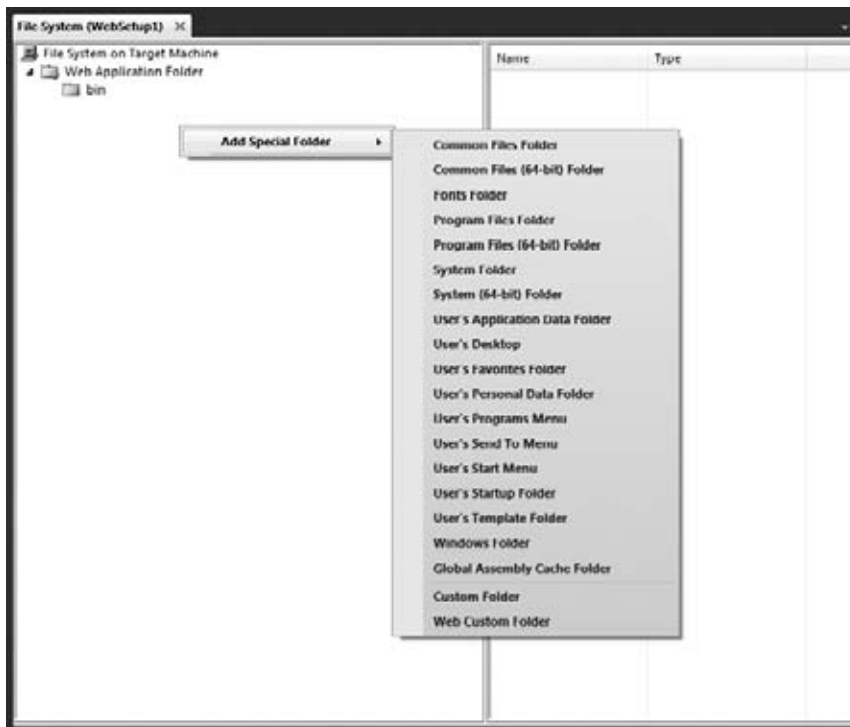 File System (WebSetup1) ×
File System on Target Machine
Name
Type
Web Application Folder
bin
Add Special Folder
Common Files Folder
Common Files (64-bit) Folder
Fonts Folder
Program Files Folder
Program Files (64-bit) Folder
System Folder
System (64-bit) Folder
User's Application Data Folder
User's Desktop
User's Favorites Folder
User's Personal Data Folder
User's Programs Menu
User's Send To Menu
User's Start Menu
User's Startup Folder
User's Template Folder
Windows Folder
Global Assembly Cache Folder
Custom Folder
Web Custom Folder